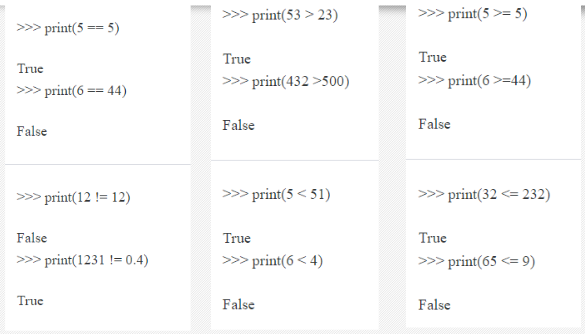 >>> print(5 == 5)
True
>>> print(6 == 44)
False
>>> print(53 > 23)
True
>>> print(432 >500)
False
>>> print(5 >= 5)
True
>>> print(6 >=44)
False
>>> print(12 != 12)
False
>>> print(1231 != 0.4)
True
>>> print(5 < 51)
True
>>> print(6 < 4)
False
>>> print(32 <= 232)
True
>>> print(65 <= 9)
False